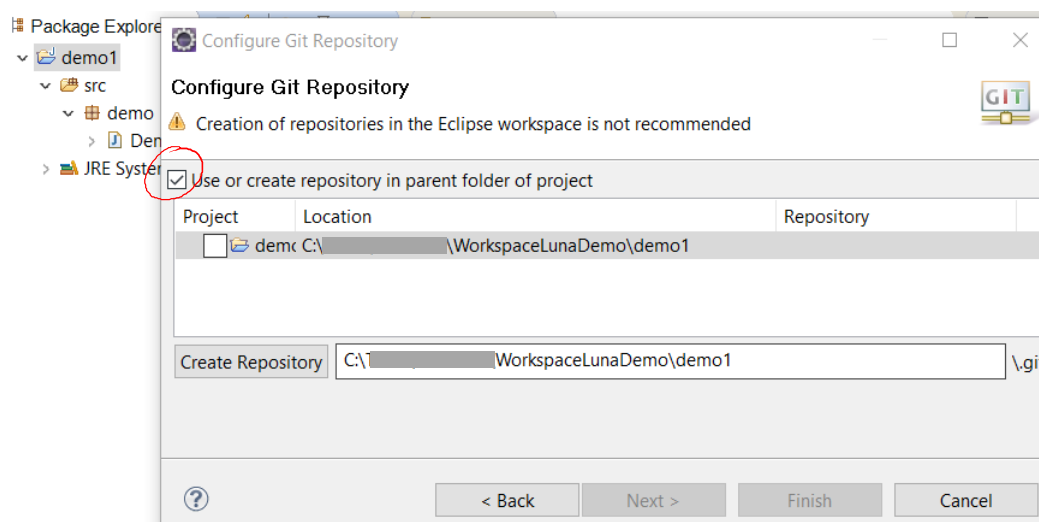 Package Explore
Configure Git Repository
demo1
src
demo
JRE Syster
Configure Git Repository
GIT
Creation of repositories in the Eclipse workspace is not recommended
Use or create repository in parent folder of project
Project Location Repository
demo C:\ \WorkspaceLunaDemo\demo1
Create Repository C:\ WorkspaceLunaDemo\demo1 \.gi
< Back Next > Finish Cancel